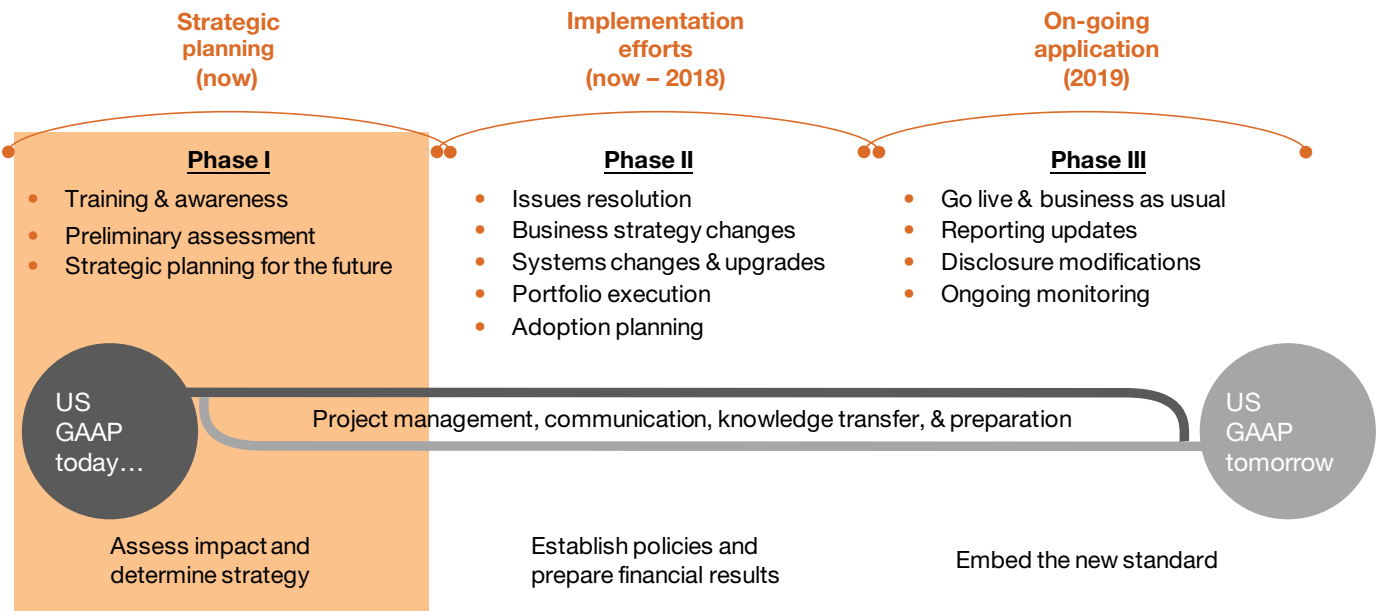 Strategic
planning
(now)
Implementation
efforts
(now – 2018)
On-going
application
(2019)
Phase I
• Training & awareness
• Preliminary assessment
• Strategic planning for the future
Phase II
• Issues resolution
• Business strategy changes
• Systems changes & upgrades
• Portfolio execution
• Adoption planning
Phase III
• Go live & business as usual
• Reporting updates
• Disclosure modifications
• Ongoing monitoring
US
GAAP
today…
Project management, communication, knowledge transfer, & preparation
US
GAAP
tomorrow
Assess impact and
determine strategy
Establish policies and
prepare financial results
Embed the new standard